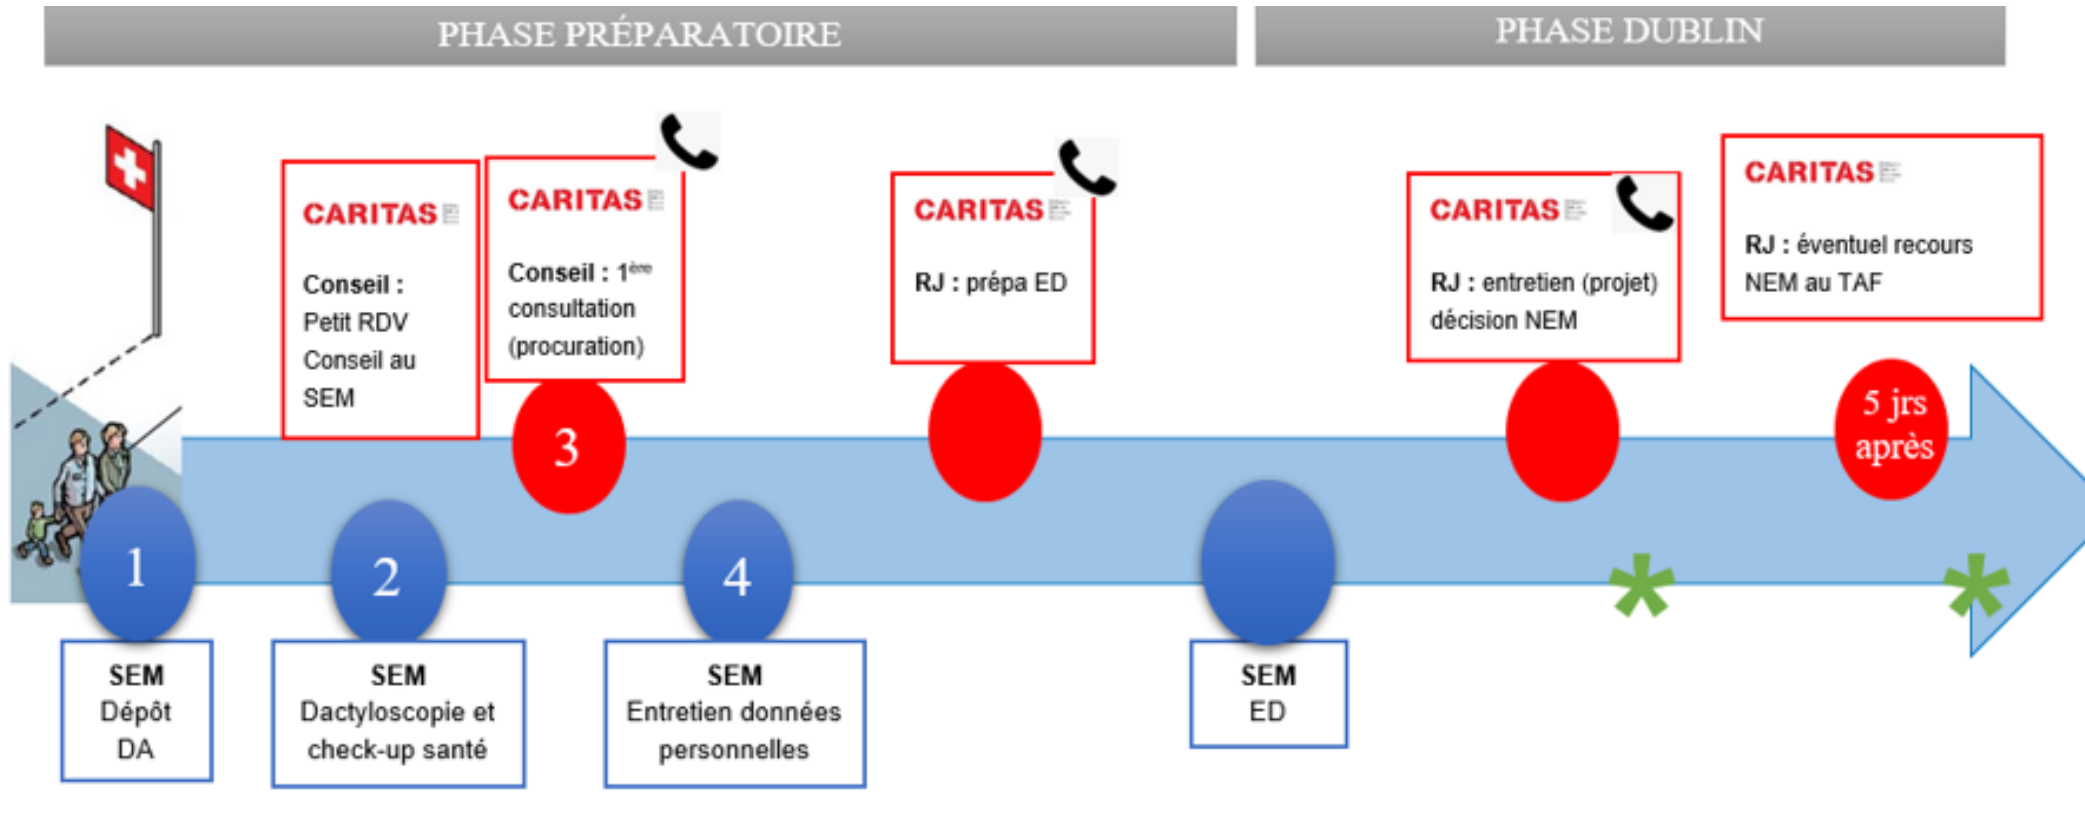 PHASE PRÉPARATOIRE
PHASE DUBLIN
CARITAS
Conseil :
Petit RDV
Conseil au
SEM
CARITAS
Conseil : 1ère
consultation
(procuration)
CARITAS
RJ : prépa ED
CARITAS
RJ : entretien (projet)
décision NEM
CARITAS
RJ : éventuel recours
NEM au TAF
3
5 jrs
après
1
2
4
SEM
Dépôt
DA
SEM
Dactyloscopie et
check-up santé
SEM
Entretien données
personnelles
SEM
ED